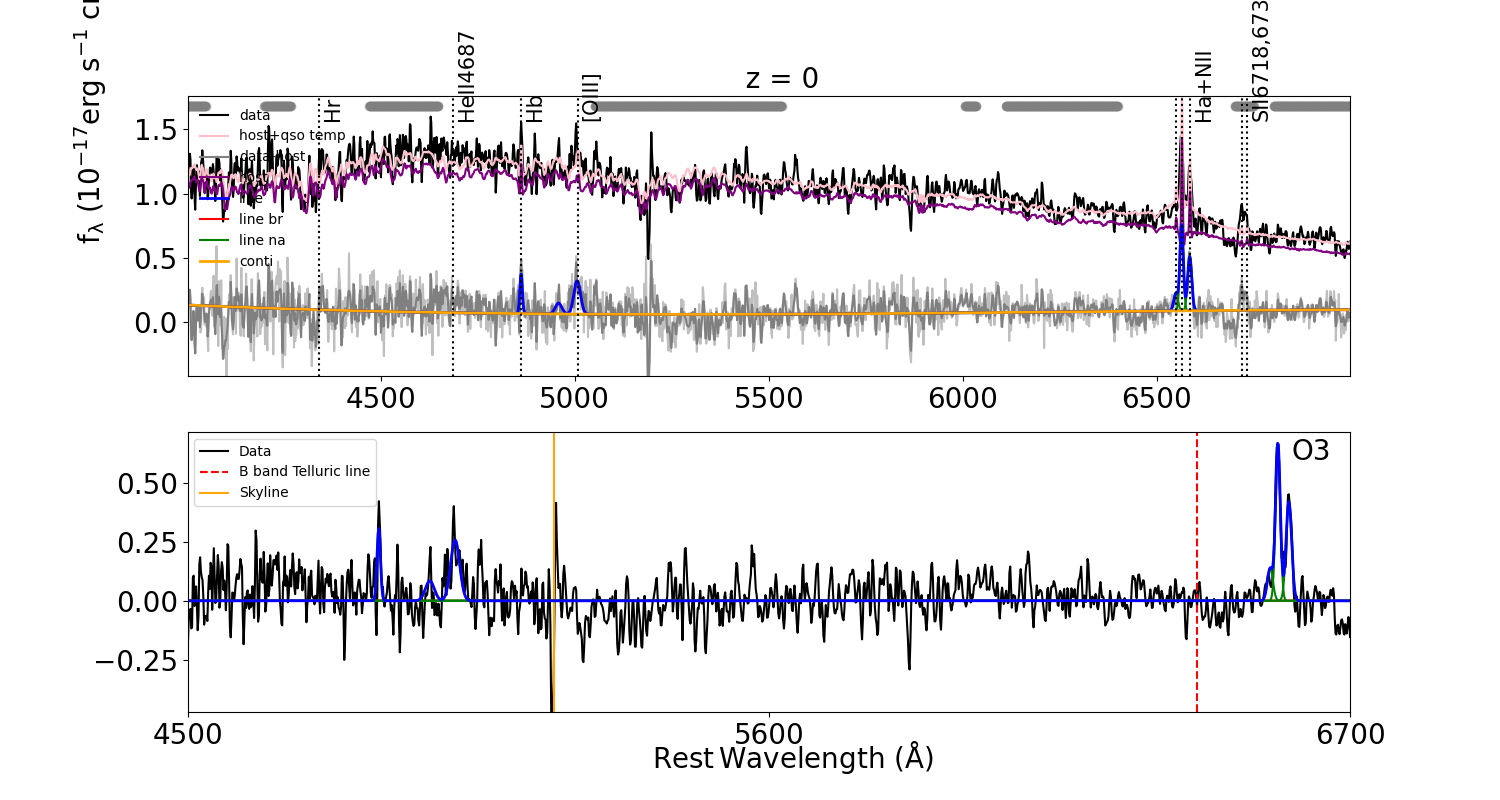 z = 0
f_λ (10^−17 erg s^−1
Hr
HeII4687
Hb
[OIII]
Ha+NII
SII6718,673
data
host+qso temp
line
line br
line na
conti
1.5
1.0
0.5
0.0
4500 5000 5500 6000 6500
Data
B band Telluric line
Skyline
O3
0.50
0.25
0.00
−0.25
4500 5600 6700
Rest Wavelength (Å)